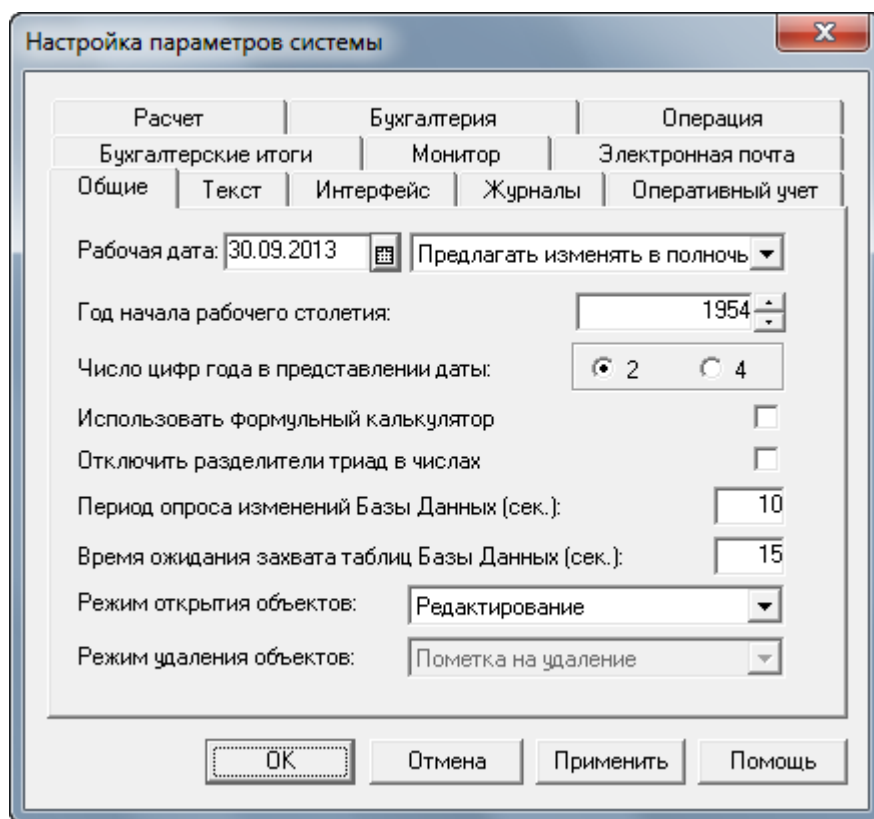 Настройка параметров системы
Расчет Бухгалтерия Операция
Бухгалтерские итоги Монитор Электронная почта
Общие Текст Интерфейс Журналы Оперативный учет
Рабочая дата: 30.09.2013 Предлагать изменять в полночь
Год начала рабочего столетия: 1954
Число цифр года в представлении даты: 2 4
Использовать формульный калькулятор
Отключить разделители триад в числах
Период опроса изменений Базы Данных (сек.): 10
Время ожидания захвата таблиц Базы Данных (сек.): 15
Режим открытия объектов: Редактирование
Режим удаления объектов: Пометка на удаление
OK Отмена Применить Помощь